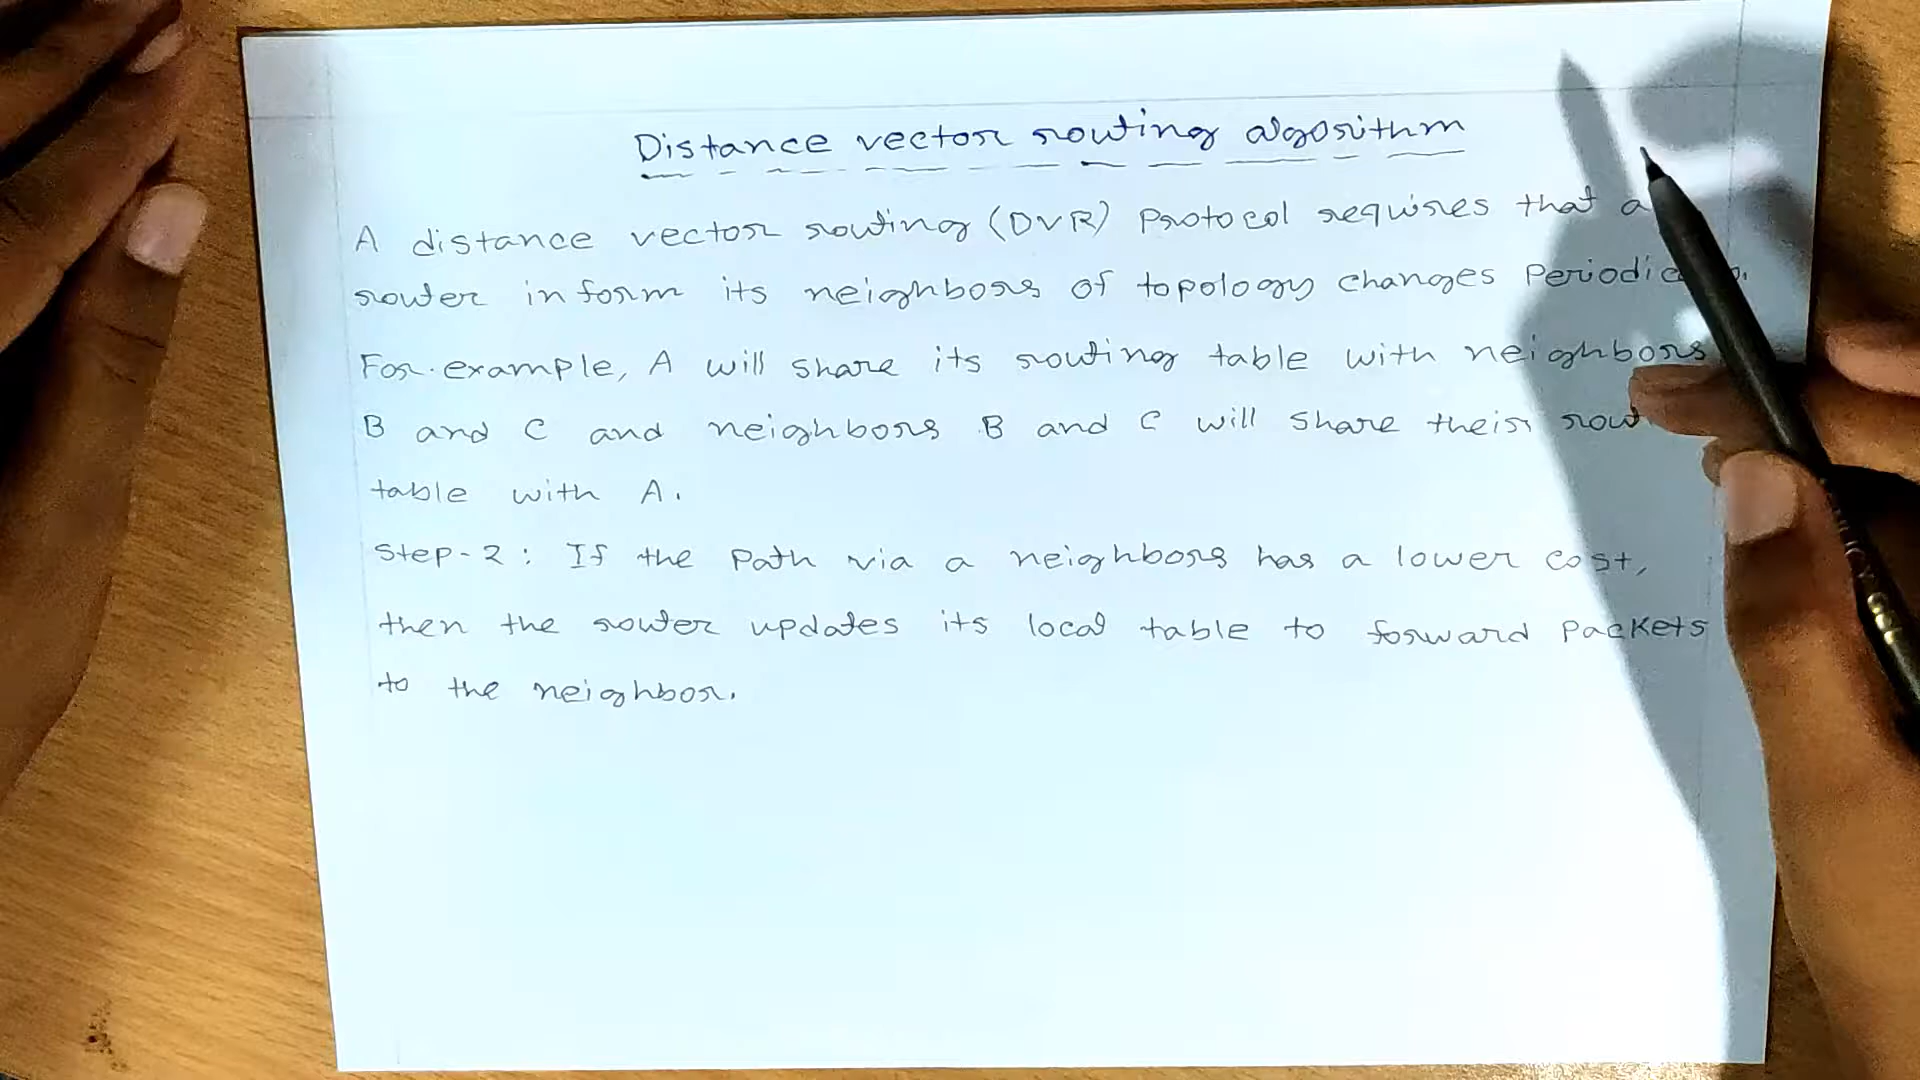 Distance vector routing algorithm
A distance vector routing (DVR) Protocol requires that a
router inform its neighbors of topology changes
For example, A will share its routing table with neighbors
B and C and neighbors B and C will share their
table with A.
Step-2: If the Path via a neighbors has a lower cost,
then the router updates its local table to forward Packets
to the neighbor.